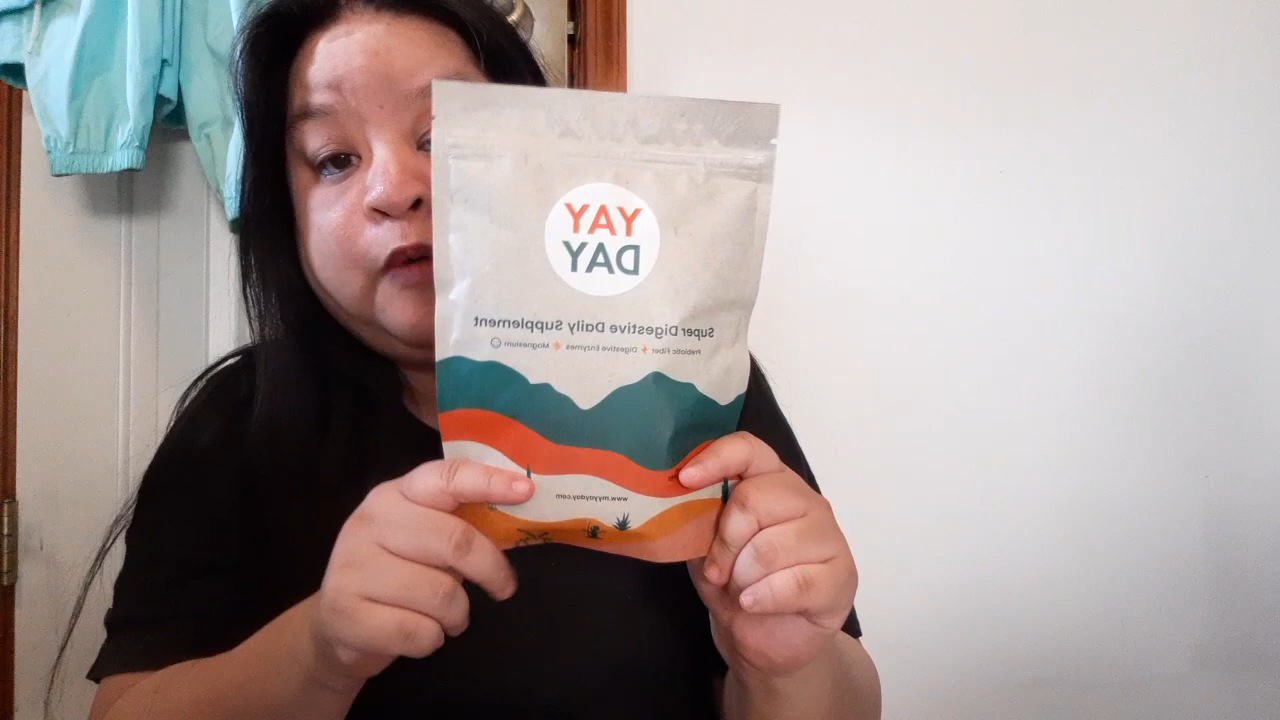 YAY
DAY
Super Digestive Daily Supplement
Prebiotic Fiber Digestive Enzymes Magnesium
www.myyayday.com